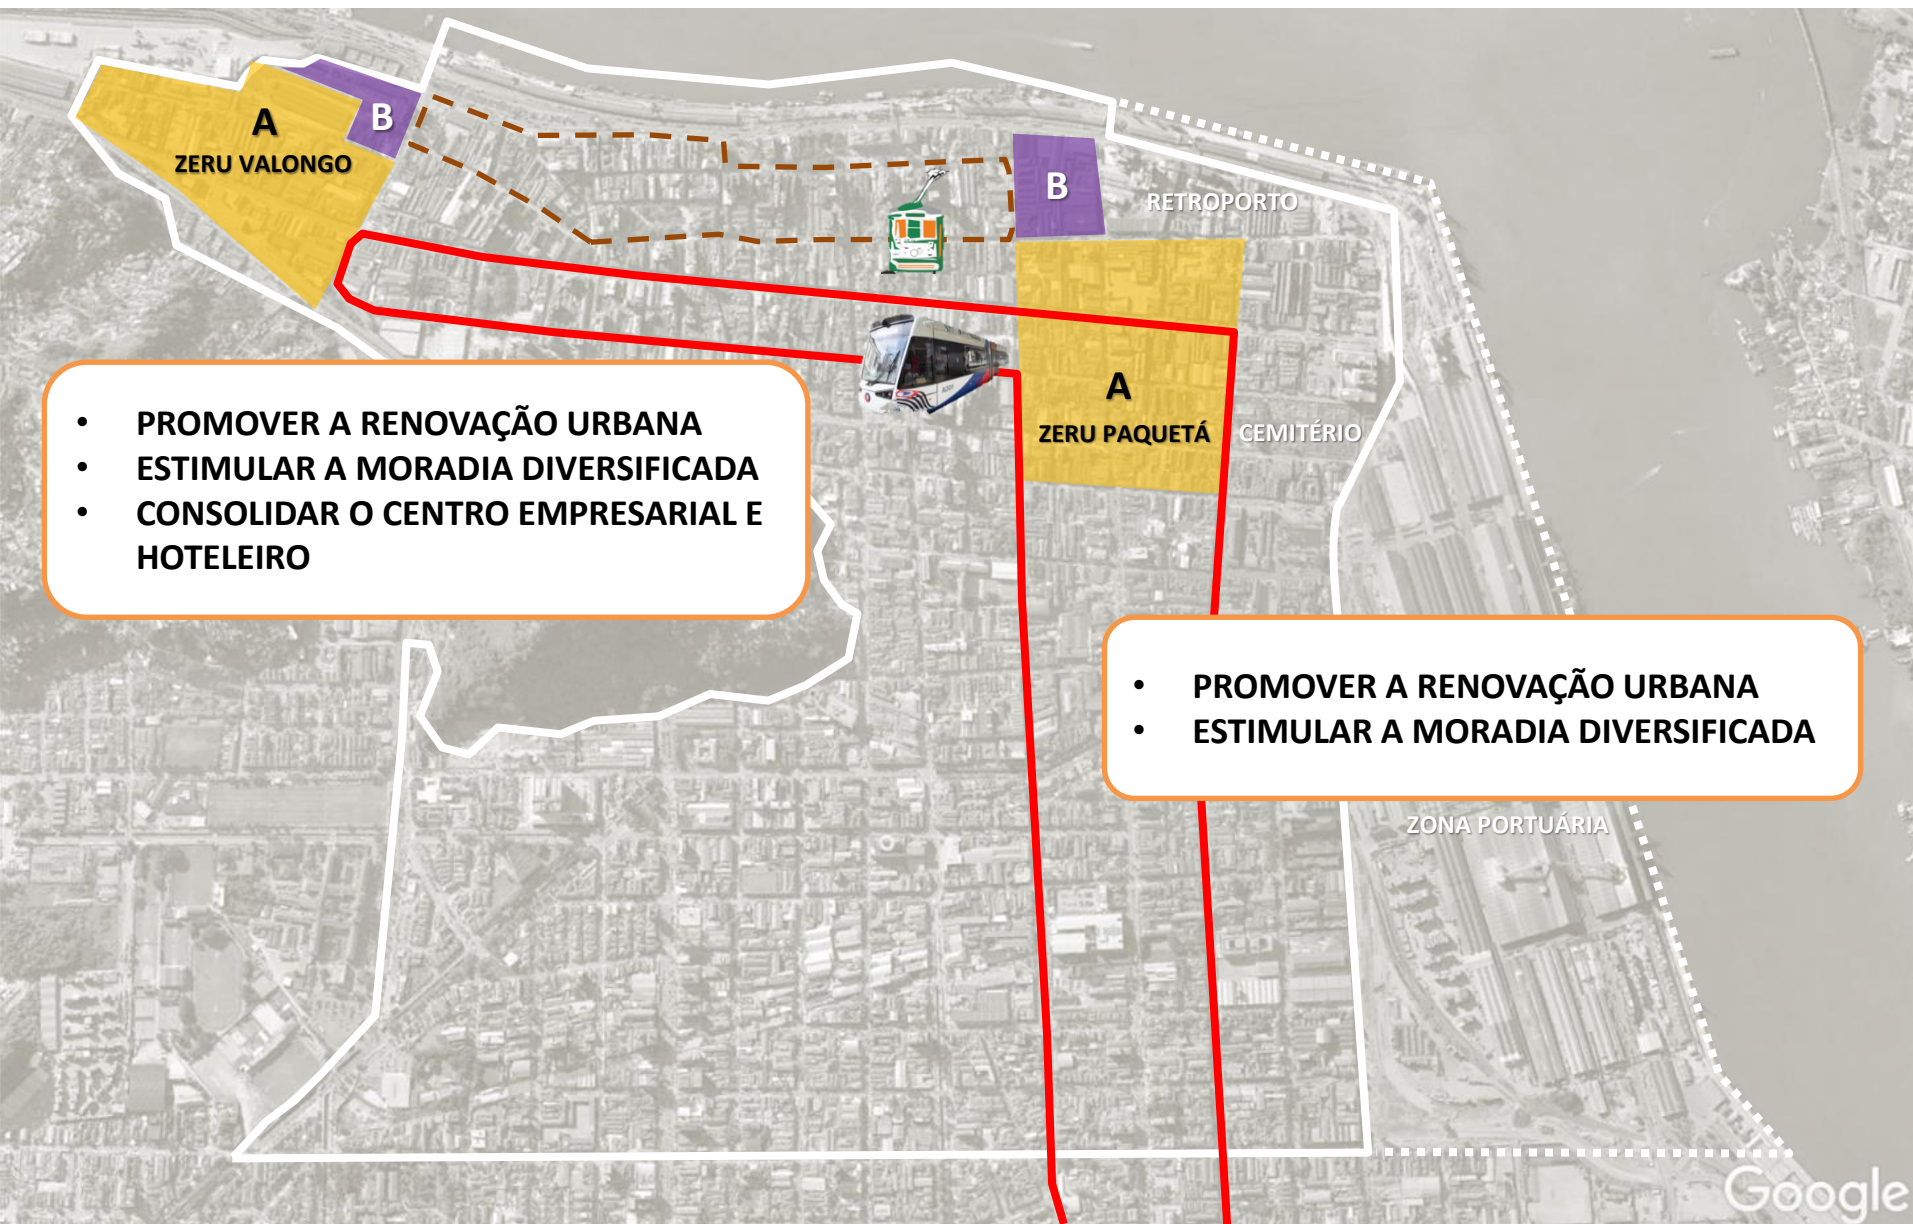 A
ZERU VALONGO
B
B
RETROPORTO
A
ZERU PAQUETÁ
CEMITÉRIO
• PROMOVER A RENOVAÇÃO URBANA
• ESTIMULAR A MORADIA DIVERSIFICADA
• CONSOLIDAR O CENTRO EMPRESARIAL E
HOTELEIRO
• PROMOVER A RENOVAÇÃO URBANA
• ESTIMULAR A MORADIA DIVERSIFICADA
ZONA PORTUÁRIA
Google